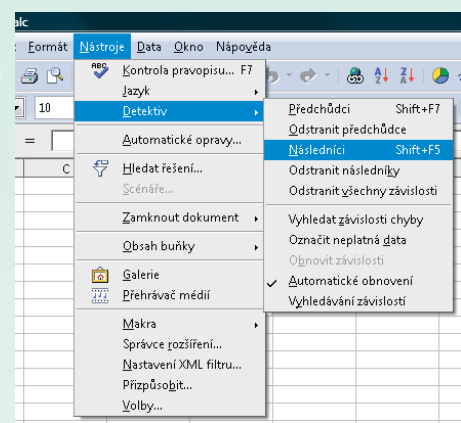 alc
Formát Nástroje Data Okno Nápověda
10
=
C
Kontrola pravopisu... F7
Jazyk
Detektiv
Automatické opravy...
Hledat řešení...
Scénáře...
Zamknout dokument
Obsah buňky
Galerie
Přehrávač médií
Makra
Správce rozšíření...
Nastavení XML filtru...
Přizpůsobit...
Volby...
Předchůdci Shift+F7
Odstranit předchůdce
Následníci Shift+F5
Odstranit následníky
Odstranit všechny závislosti
Vyhledat závislosti chyby
Označit neplatná data
Obnovit závislosti
Automatické obnovení
Vyhledávání závislostí